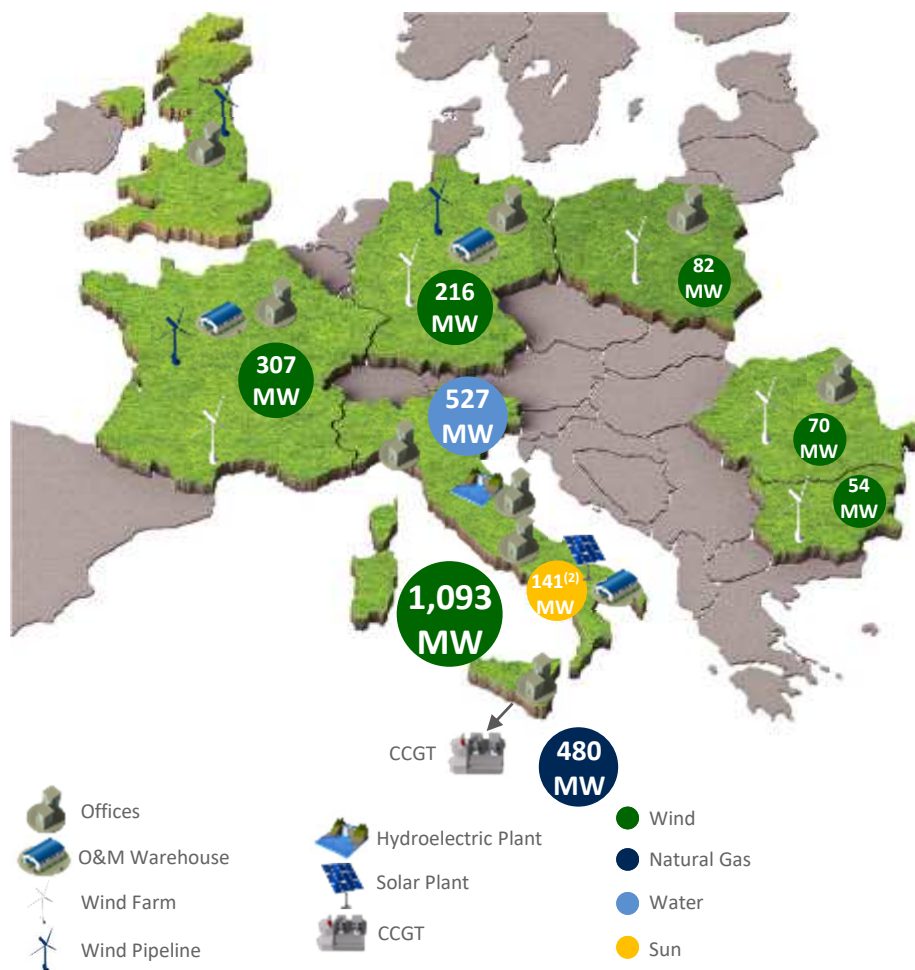 82
MW
216
MW
307
MW
527
MW
70
MW
54
MW
141(2)
MW
1,093
MW
CCGT
480
MW
Offices
O&M Warehouse
Wind Farm
Wind Pipeline
Hydroelectric Plant
Solar Plant
CCGT
Wind
Natural Gas
Water
Sun